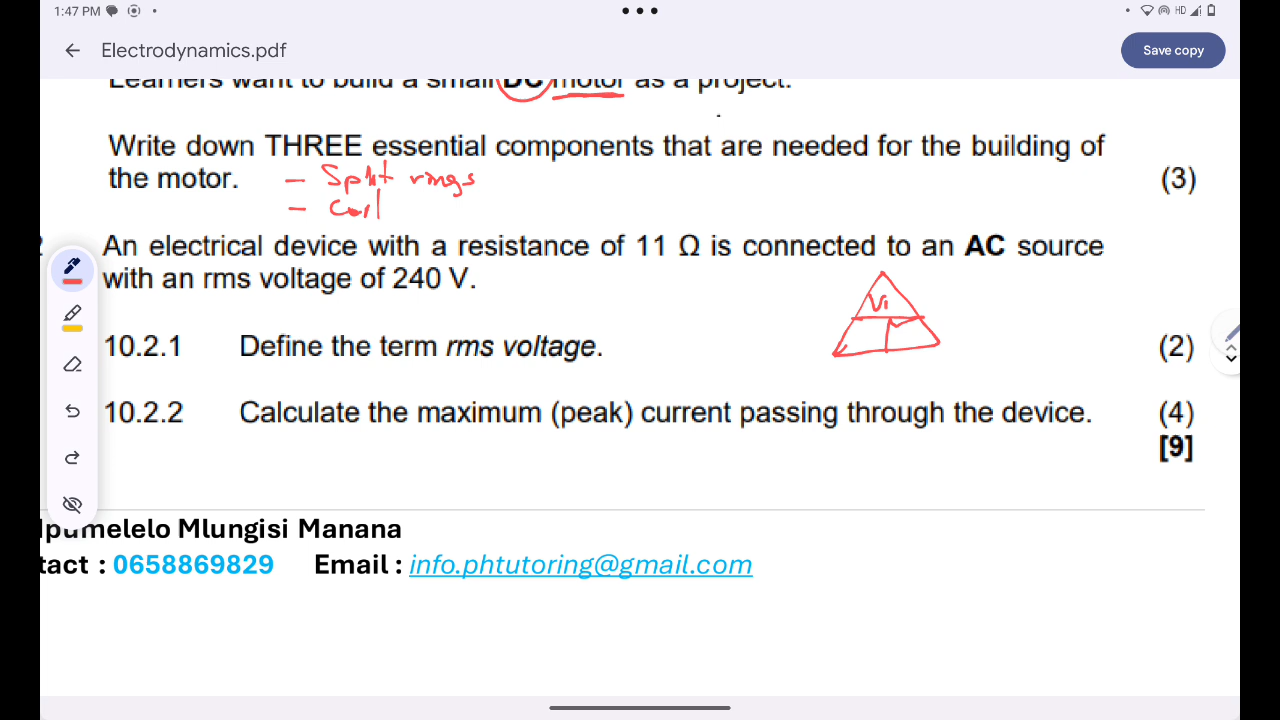 1:47 PM
HD
Electrodynamics.pdf
Save copy
Learners want to build a small DC motor as a project.
Write down THREE essential components that are needed for the building of
the motor. (3)
- Split rings
- Coil
An electrical device with a resistance of 11 Ω is connected to an AC source
with an rms voltage of 240 V.
10.2.1 Define the term rms voltage. (2)
10.2.2 Calculate the maximum (peak) current passing through the device. (4)
[9]
Mlungisi Manana
: 0658869829 Email : info.phtutoring@gmail.com